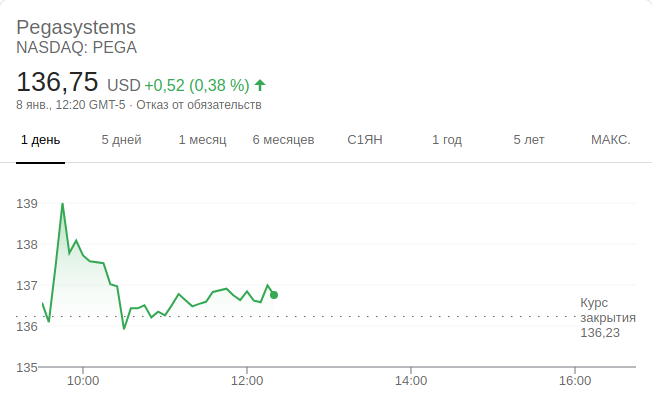 Pegasystems
NASDAQ: PEGA
136,75 USD +0,52 (0,38 %)
8 янв., 12:20 GMT-5 · Отказ от обязательств
1 день 5 дней 1 месяц 6 месяцев С1ЯН 1 год 5 лет МАКС.
139
138
137
136
135
Курс
закрытия
136,23
10:00 12:00 14:00 16:00